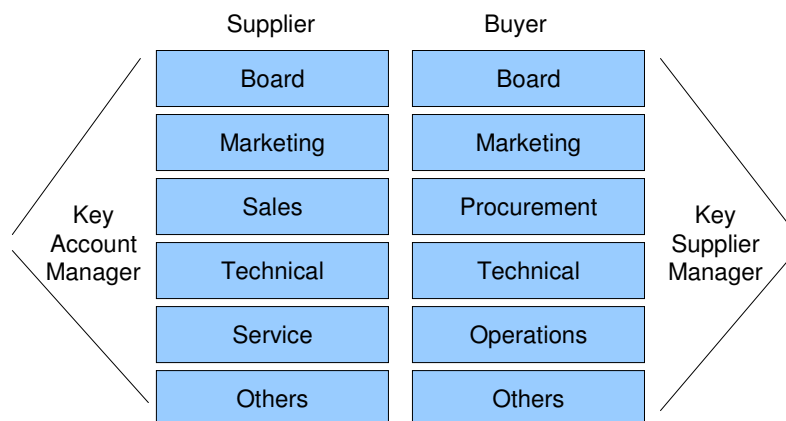 Supplier
Buyer
Board
Board
Marketing
Marketing
Sales
Procurement
Key
Account
Manager
Key
Supplier
Manager
Technical
Technical
Service
Operations
Others
Others